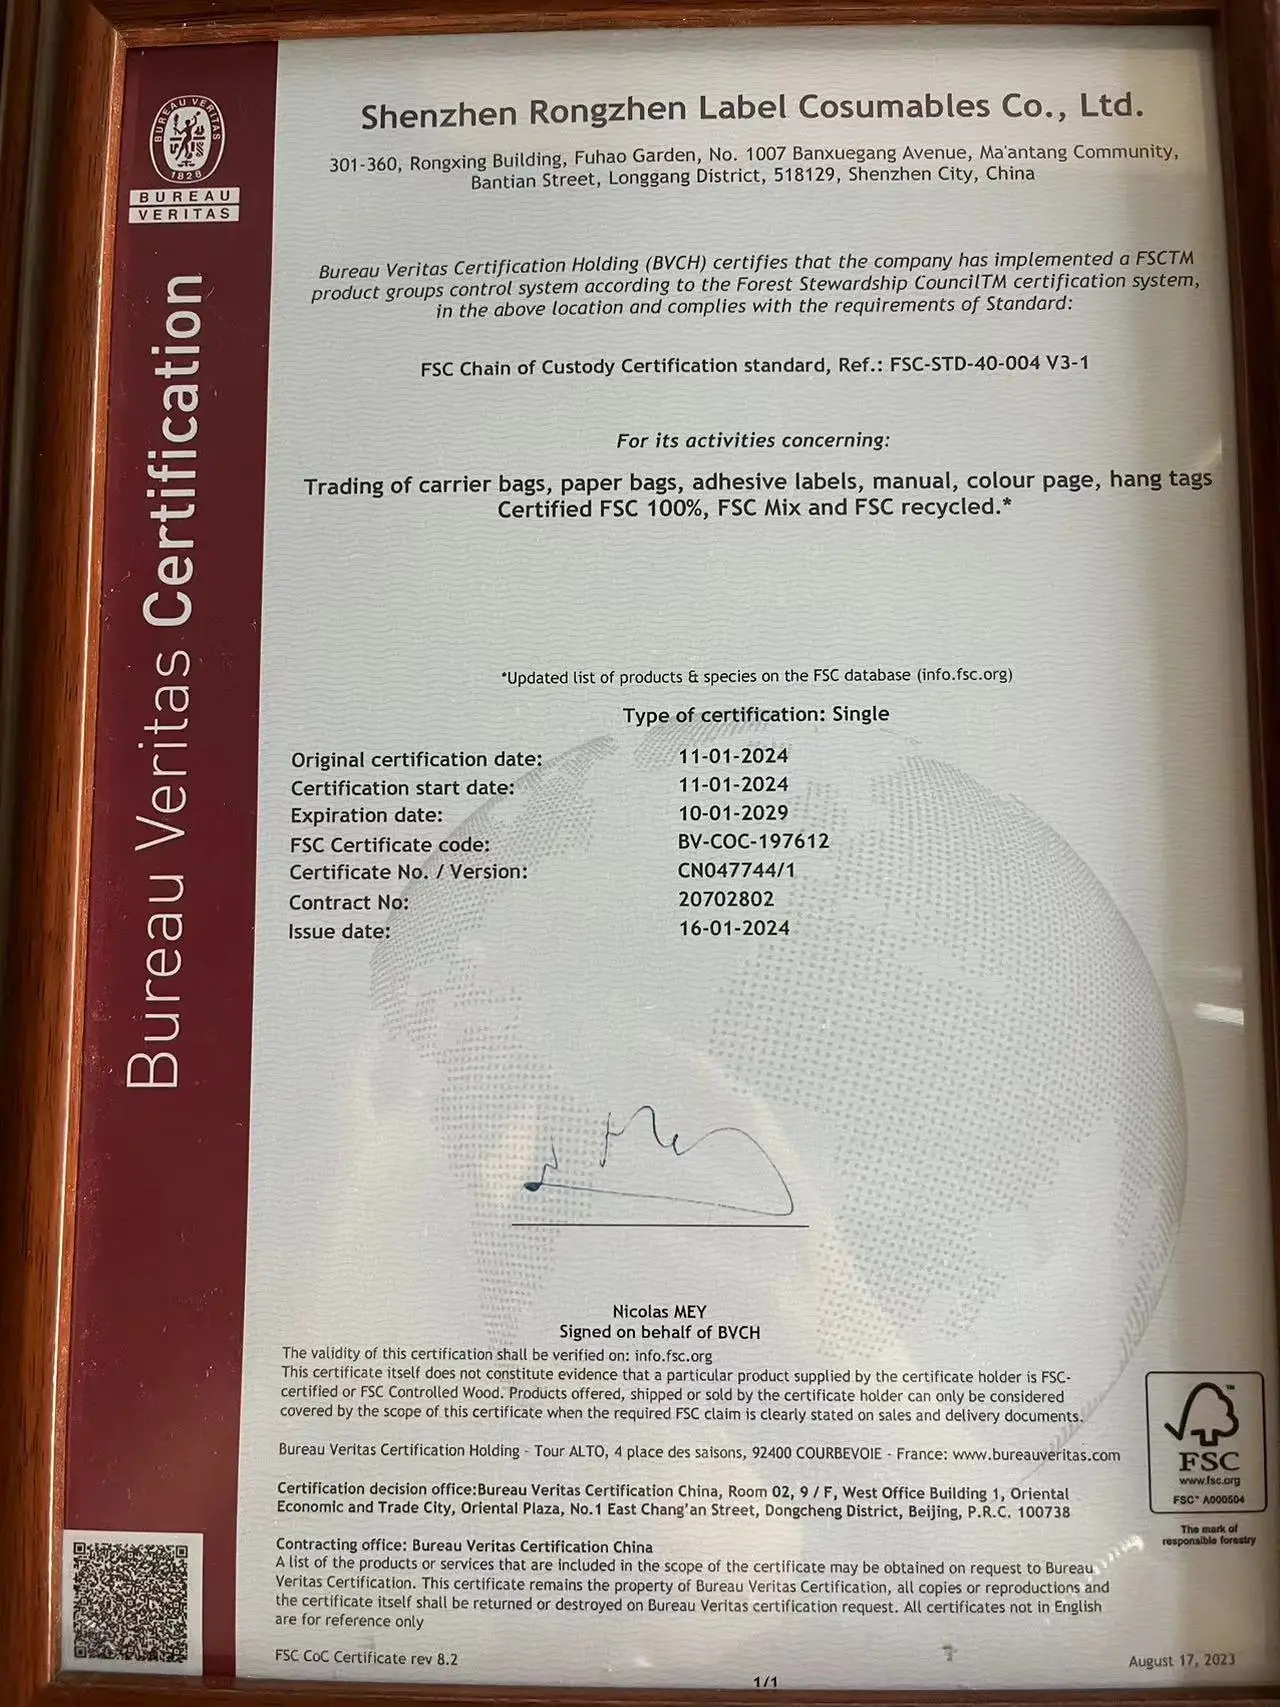 BUREAU VERITAS
1828
BUREAU
VERITAS
Bureau Veritas Certification
Shenzhen Rongzhen Label Cosumables Co., Ltd.
301-360, Rongxing Building, Fuhao Garden, No. 1007 Banxuegang Avenue, Ma'antang Community,
Bantian Street, Longgang District, 518129, Shenzhen City, China
Bureau Veritas Certification Holding (BVCH) certifies that the company has implemented a FSCTM
product groups control system according to the Forest Stewardship CouncilTM certification system,
in the above location and complies with the requirements of Standard:
FSC Chain of Custody Certification standard, Ref.: FSC-STD-40-004 V3-1
For its activities concerning:
Trading of carrier bags, paper bags, adhesive labels, manual, colour page, hang tags
Certified FSC 100%, FSC Mix and FSC recycled.*
*Updated list of products & species on the FSC database (info.fsc.org)
Type of certification: Single
Original certification date: 11-01-2024
Certification start date: 11-01-2024
Expiration date: 10-01-2029
FSC Certificate code: BV-COC-197612
Certificate No. / Version: CN047744/1
Contract No: 20702802
Issue date: 16-01-2024
Nicolas MEY
Signed on behalf of BVCH
The validity of this certification shall be verified on: info.fsc.org
This certificate itself does not constitute evidence that a particular product supplied by the certificate holder is FSC-
certified or FSC Controlled Wood. Products offered, shipped or sold by the certificate holder can only be considered
covered by the scope of this certificate when the required FSC claim is clearly stated on sales and delivery documents.
Bureau Veritas Certification Holding - Tour ALTO, 4 place des saisons, 92400 COURBEVOIE - France: www.bureauveritas.com
Certification decision office:Bureau Veritas Certification China, Room 02, 9 / F, West Office Building 1, Oriental
Economic and Trade City, Oriental Plaza, No.1 East Chang'an Street, Dongcheng District, Beijing, P.R.C. 100738
Contracting office: Bureau Veritas Certification China
A list of the products or services that are included in the scope of the certificate may be obtained on request to Bureau
Veritas Certification. This certificate remains the property of Bureau Veritas Certification, all copies or reproductions and
the certificate itself shall be returned or destroyed on Bureau Veritas certification request. All certificates not in English
are for reference only
FSC CoC Certificate rev 8.2
1/1
August 17, 2023
TM
FSC
www.fsc.org
FSC® A000504
The mark of
responsible forestry